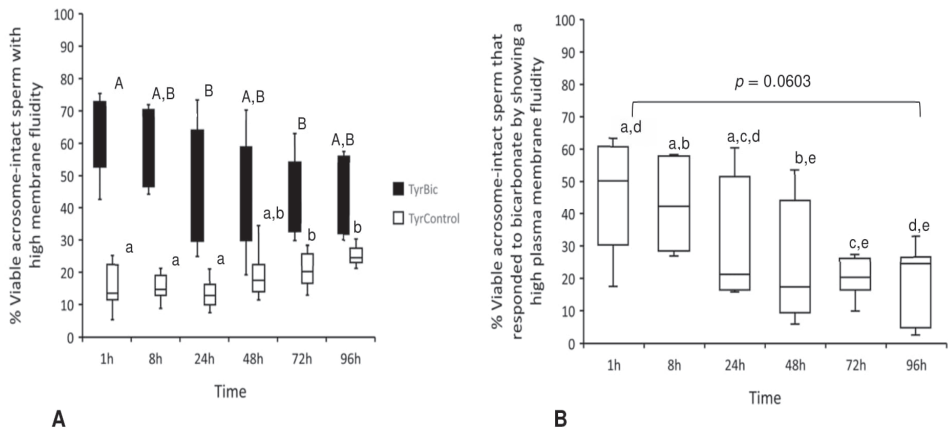 % Viable acrosome-intact sperm with
high membrane fluidity
100
90
80
70
60
50
40
30
20
10
0
A
A,B
B
A,B
B
A,B
a
a
a
a,b
b
b
TyrBic
TyrControl
1h 8h 24h 48h 72h 96h
Time
A
% Viable acrosome-intact sperm that
responded to bicarbonate by showing a
high plasma membrane fluidity
100
90
80
70
60
50
40
30
20
10
0
p = 0.0603
a,d
a,b
a,c,d
b,e
c,e
d,e
1h 8h 24h 48h 72h 96h
Time
B